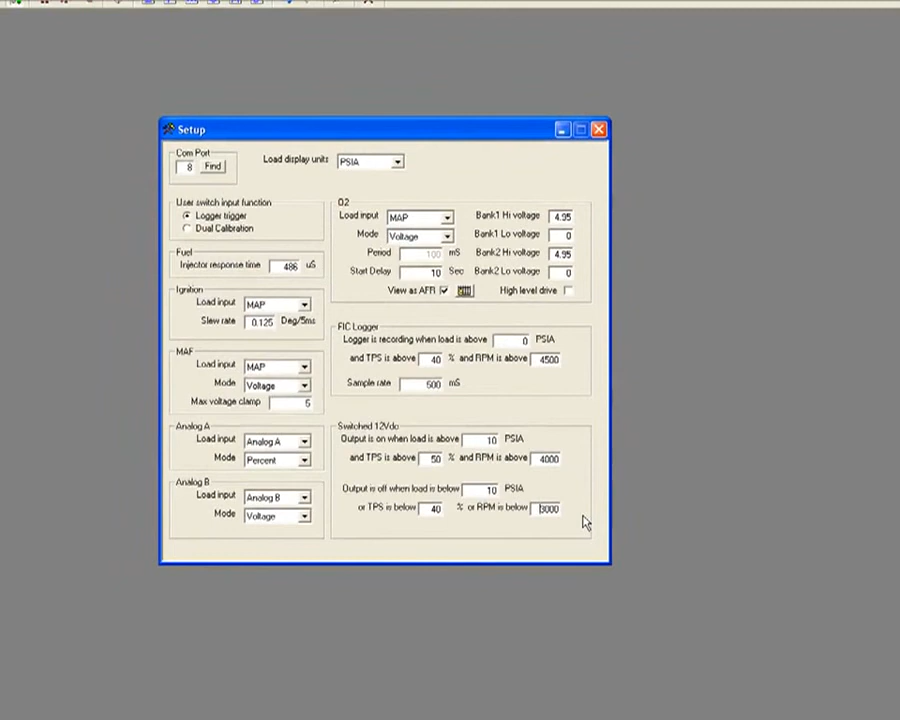 Setup
Com Port
8 Find
Load display units PSIA
User switch input function
Logger trigger
Dual Calibration
Fuel
Injector response time 486 uS
Ignition
Load input MAP
Slew rate 0.125 Deg/5ms
MAF
Load input MAP
Mode Voltage
Max voltage clamp 5
Analog A
Load input Analog A
Mode Percent
Analog B
Load input Analog B
Mode Voltage
O2
Load input MAP Bank1 Hi voltage 4.95
Mode Voltage Bank1 Lo voltage 0
Period 100 mS Bank2 Hi voltage 4.95
Start Delay 10 Sec Bank2 Lo voltage 0
View as AFR High level drive
FIC Logger
Logger is recording when load is above 0 PSIA
and TPS is above 40 % and RPM is above 4500
Sample rate 500 mS
Switched 12Vdc
Output is on when load is above 10 PSIA
and TPS is above 50 % and RPM is above 4000
Output is off when load is below 10 PSIA
or TPS is below 40 % or RPM is below 3000